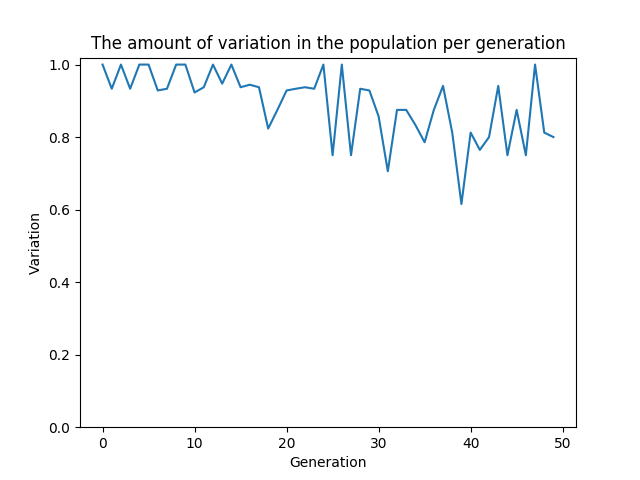 The amount of variation in the population per generation
1.0
0.8
0.6
0.4
0.2
0.0
Variation
0 10 20 30 40 50
Generation